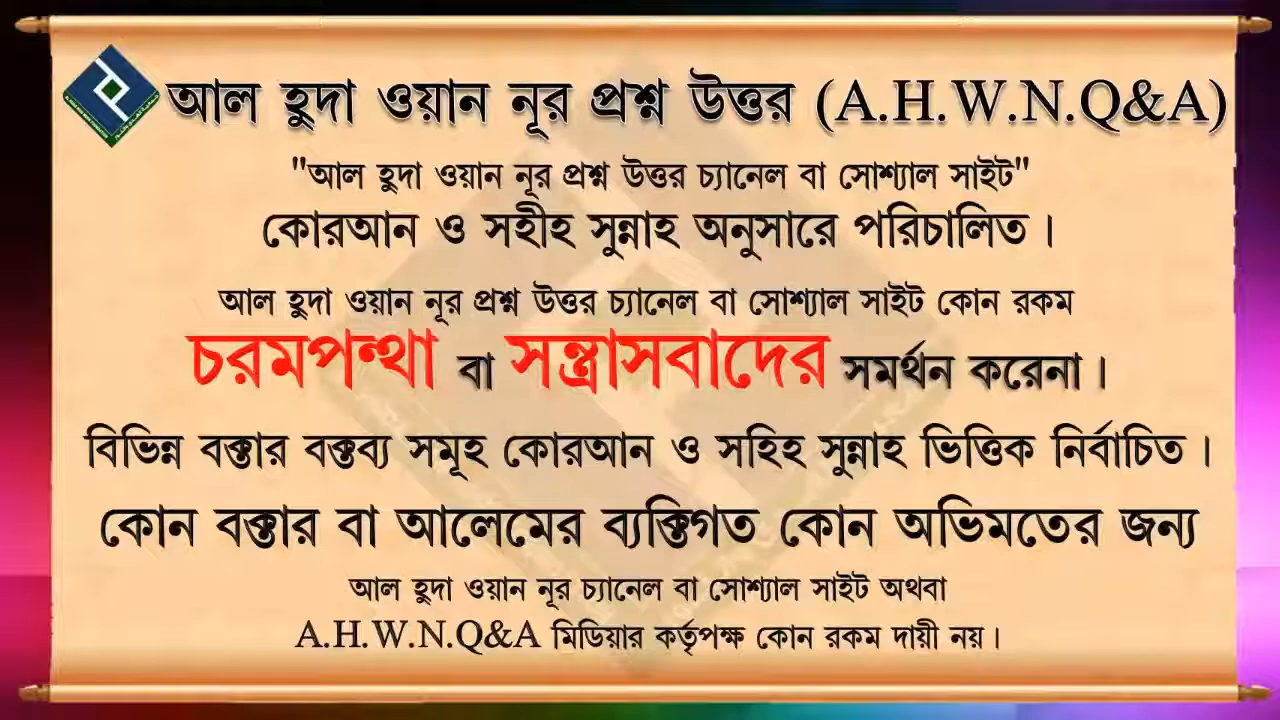 আল হুদা ওয়ান নূর প্রশ্ন উত্তর (A.H.W.N.Q&A)
"আল হুদা ওয়ান নূর প্রশ্ন উত্তর চ্যানেল বা সোশ্যাল সাইট"
কোরআন ও সহীহ সুন্নাহ অনুসারে পরিচালিত।
আল হুদা ওয়ান নূর প্রশ্ন উত্তর চ্যানেল বা সোশ্যাল সাইট কোন রকম
চরমপন্থা বা সন্ত্রাসবাদের সমর্থন করেনা।
বিভিন্ন বক্তার বক্তব্য সমূহ কোরআন ও সহিহ সুন্নাহ ভিত্তিক নির্বাচিত।
কোন বক্তার বা আলেমের ব্যক্তিগত কোন অভিমতের জন্য
আল হুদা ওয়ান নূর চ্যানেল বা সোশ্যাল সাইট অথবা
A.H.W.N.Q&A মিডিয়ার কর্তৃপক্ষ কোন রকম দায়ী নয়।